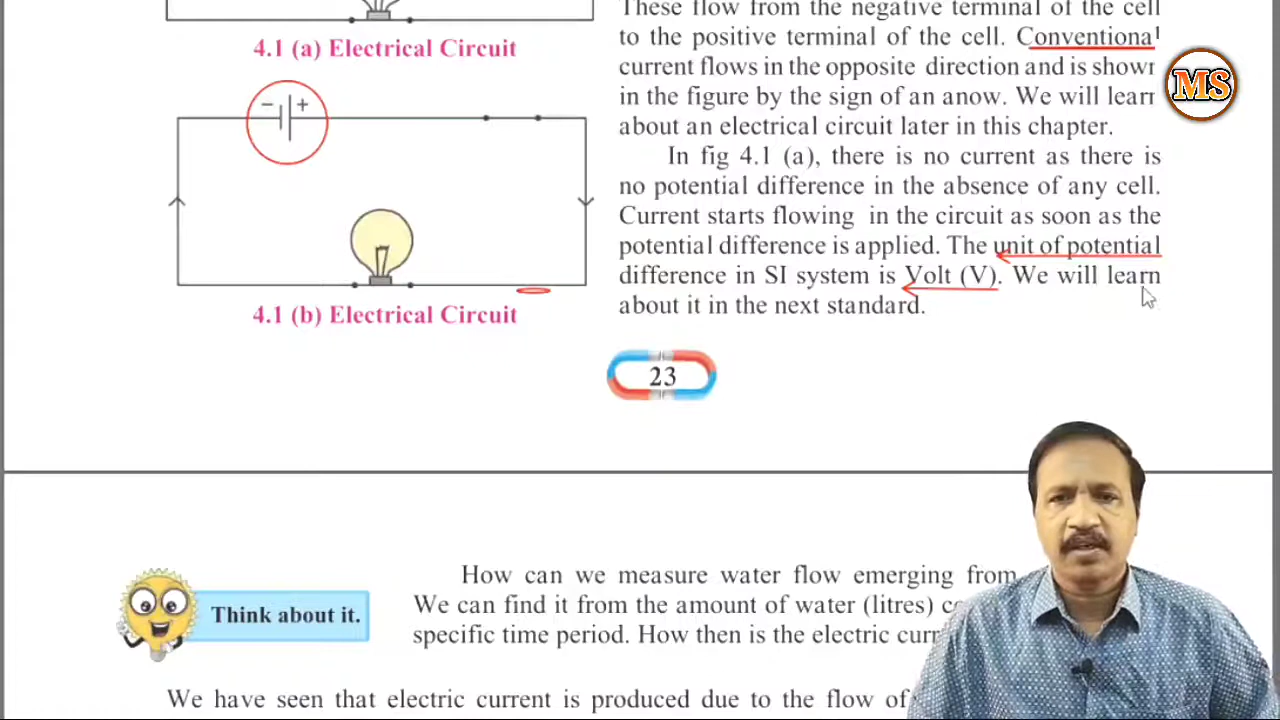 4.1 (a) Electrical Circuit
- +
4.1 (b) Electrical Circuit
These flow from the negative terminal of the cell
to the positive terminal of the cell. Conventional
current flows in the opposite direction and is shown
in the figure by the sign of an anow. We will learn
about an electrical circuit later in this chapter.
In fig 4.1 (a), there is no current as there is
no potential difference in the absence of any cell.
Current starts flowing in the circuit as soon as the
potential difference is applied. The unit of potential
difference in SI system is Volt (V). We will learn
about it in the next standard.
MS
23
Think about it.
How can we measure water flow emerging from
We can find it from the amount of water (litres)
specific time period. How then is the electric
We have seen that electric current is produced due to the flow of